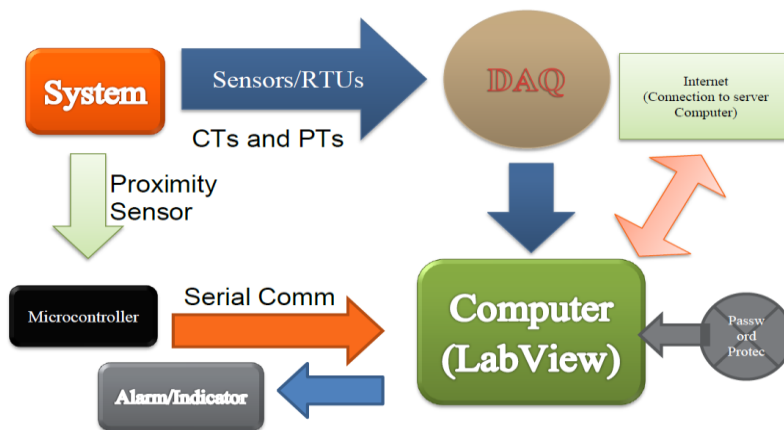 System
Sensors/RTUs
CTs and PTs
DAQ
Internet
(Connection to server
Computer)
Proximity
Sensor
Microcontroller
Serial Comm
Computer
(LabView)
Passw
ord
Protec
Alarm/Indicator